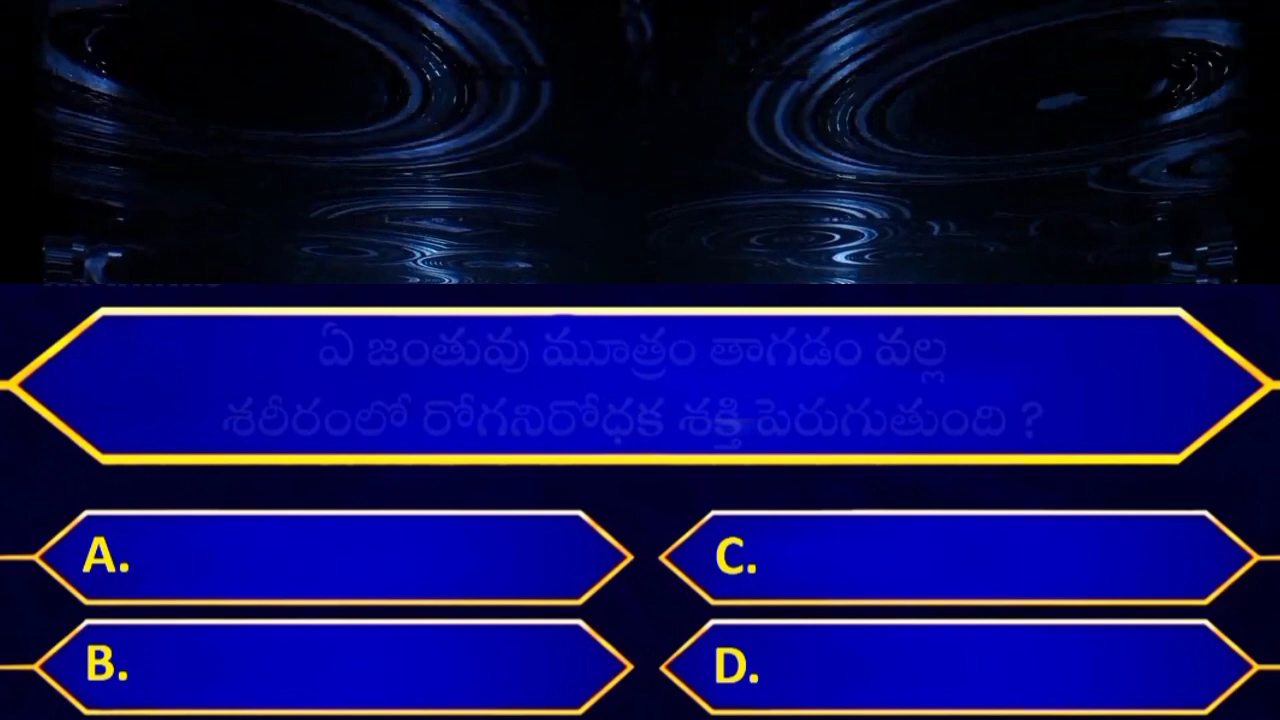 ఏ జంతువు మూత్రం తాగడం వల్ల
శరీరంలో రోగనిరోధక శక్తి పెరుగుతుంది ?
A.
C.
B.
D.